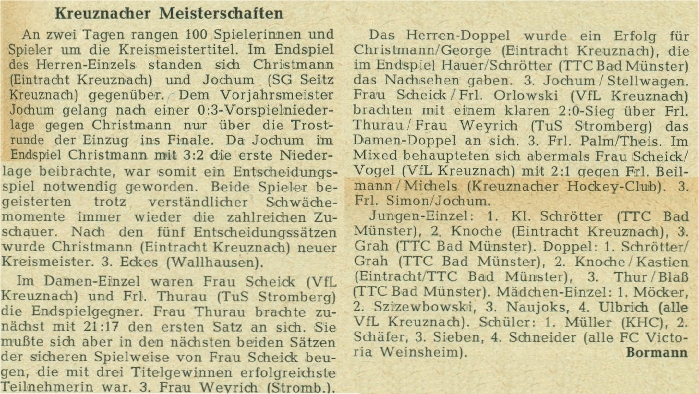 Kreuznacher Meisterschaften
An zwei Tagen rangen 100 Spielerinnen und
Spieler um die Kreismeistertitel. Im Endspiel
des Herren-Einzels standen sich Christmann
(Eintracht Kreuznach) und Jochum (SG Seitz
Kreuznach) gegenüber. Dem Vorjahrsmeister
Jochum gelang nach einer 0:3-Vorspielnieder-
lage gegen Christmann nur über die Trost-
runde der Einzug ins Finale. Da Jochum im
Endspiel Christmann mit 3:2 die erste Nieder-
lage beibrachte, war somit ein Entscheidungs-
spiel notwendig geworden. Beide Spieler be-
geisterten trotz verständlicher Schwäche-
momente immer wieder die zahlreichen Zu-
schauer. Nach den fünf Entscheidungssätzen
wurde Christmann (Eintracht Kreuznach) neuer
Kreismeister. 3. Eckes (Wallhausen).
Im Damen-Einzel waren Frau Scheick (VfL
Kreuznach) und Frl. Thurau (TuS Stromberg)
die Endspielgegner. Frau Thurau brachte zu-
nächst mit 21:17 den ersten Satz an sich. Sie
mußte sich aber in den nächsten beiden Sätzen
der sicheren Spielweise von Frau Scheick beu-
gen, die mit drei Titelgewinnen erfolgreichste
Teilnehmerin war. 3. Frau Weyrich (Stromb.).
Das Herren-Doppel wurde ein Erfolg für
Christmann/George (Eintracht Kreuznach), die
im Endspiel Hauer/Schrötter (TTC Bad Münster)
das Nachsehen gaben. 3. Jochum / Stellwagen.
Frau Scheick / Frl. Orlowski (VfL Kreuznach)
brachten mit einem klaren 2:0-Sieg über Frl.
Thurau / Frau Weyrich (TuS Stromberg) das
Damen-Doppel an sich. 3. Frl. Palm/Theis. Im
Mixed behaupteten sich abermals Frau Scheick/
Vogel (VfL Kreuznach) mit 2:1 gegen Frl. Beil-
mann / Michels (Kreuznacher Hockey-Club). 3.
Frl. Simon/Jochum.
Jungen-Einzel: 1. Kl. Schrötter (TTC Bad
Münster), 2. Knoche (Eintracht Kreuznach), 3.
Grah (TTC Bad Münster). Doppel: 1. Schrötter/
Grah (TTC Bad Münster), 2. Knoche / Kastien
(Eintracht/TTC Bad Münster), 3. Thur / Blaß
(TTC Bad Münster). Mädchen-Einzel: 1. Möcker,
2. Szizewbowski, 3. Naujoks, 4. Ulbrich (alle
VfL Kreuznach). Schüler: 1. Müller (KHC), 2.
Schäfer, 3. Sieben, 4. Schneider (alle FC Victo-
ria Weinsheim). Bormann